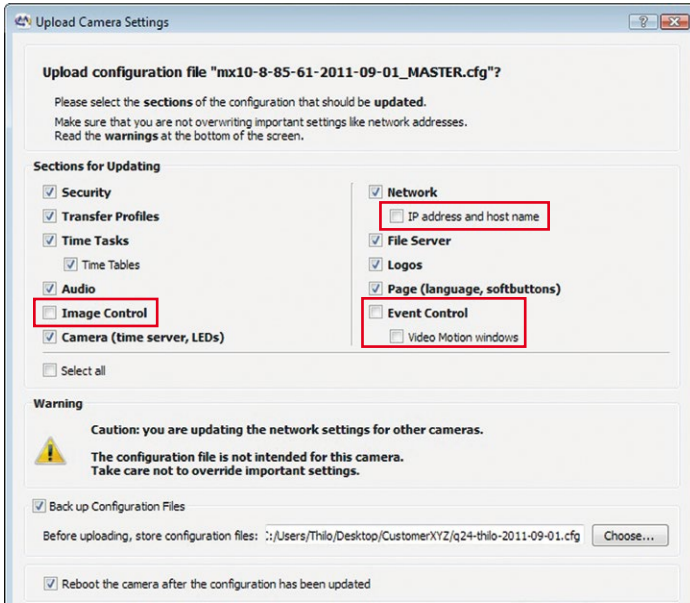 Upload Camera Settings
Upload configuration file "mx10-8-85-61-2011-09-01_MASTER.cfg"?
Please select the sections of the configuration that should be updated.
Make sure that you are not overwriting important settings like network addresses.
Read the warnings at the bottom of the screen.
Sections for Updating
Security
Transfer Profiles
Time Tasks
Time Tables
Audio
Image Control
Camera (time server, LEDs)
Network
IP address and host name
File Server
Logos
Page (language, softbuttons)
Event Control
Video Motion windows
Select all
Warning
Caution: you are updating the network settings for other cameras.
The configuration file is not intended for this camera.
Take care not to override important settings.
Back up Configuration Files
Before uploading, store configuration files: :/Users/Thilo/Desktop/CustomerXYZ/q24-thilo-2011-09-01.cfg Choose...
Reboot the camera after the configuration has been updated